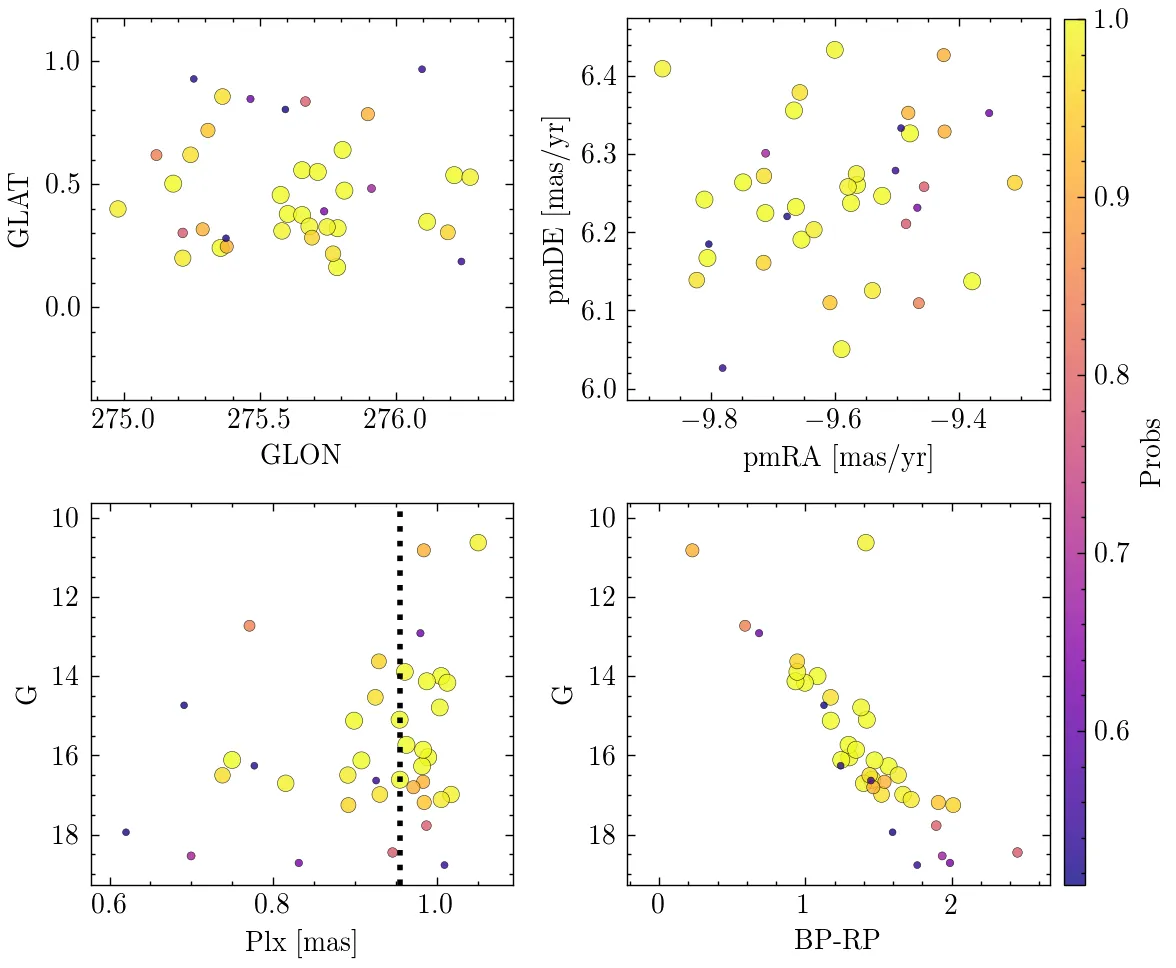 1.0
0.5
0.0
GLAT
275.0 275.5 276.0
GLON
6.4
6.3
6.2
6.1
6.0
pmDE [mas/yr]
−9.8 −9.6 −9.4
pmRA [mas/yr]
10
12
14
16
18
G
0.6 0.8 1.0
Plx [mas]
10
12
14
16
18
G
0 1 2
BP-RP
1.0
0.9
0.8
0.7
0.6
Probs